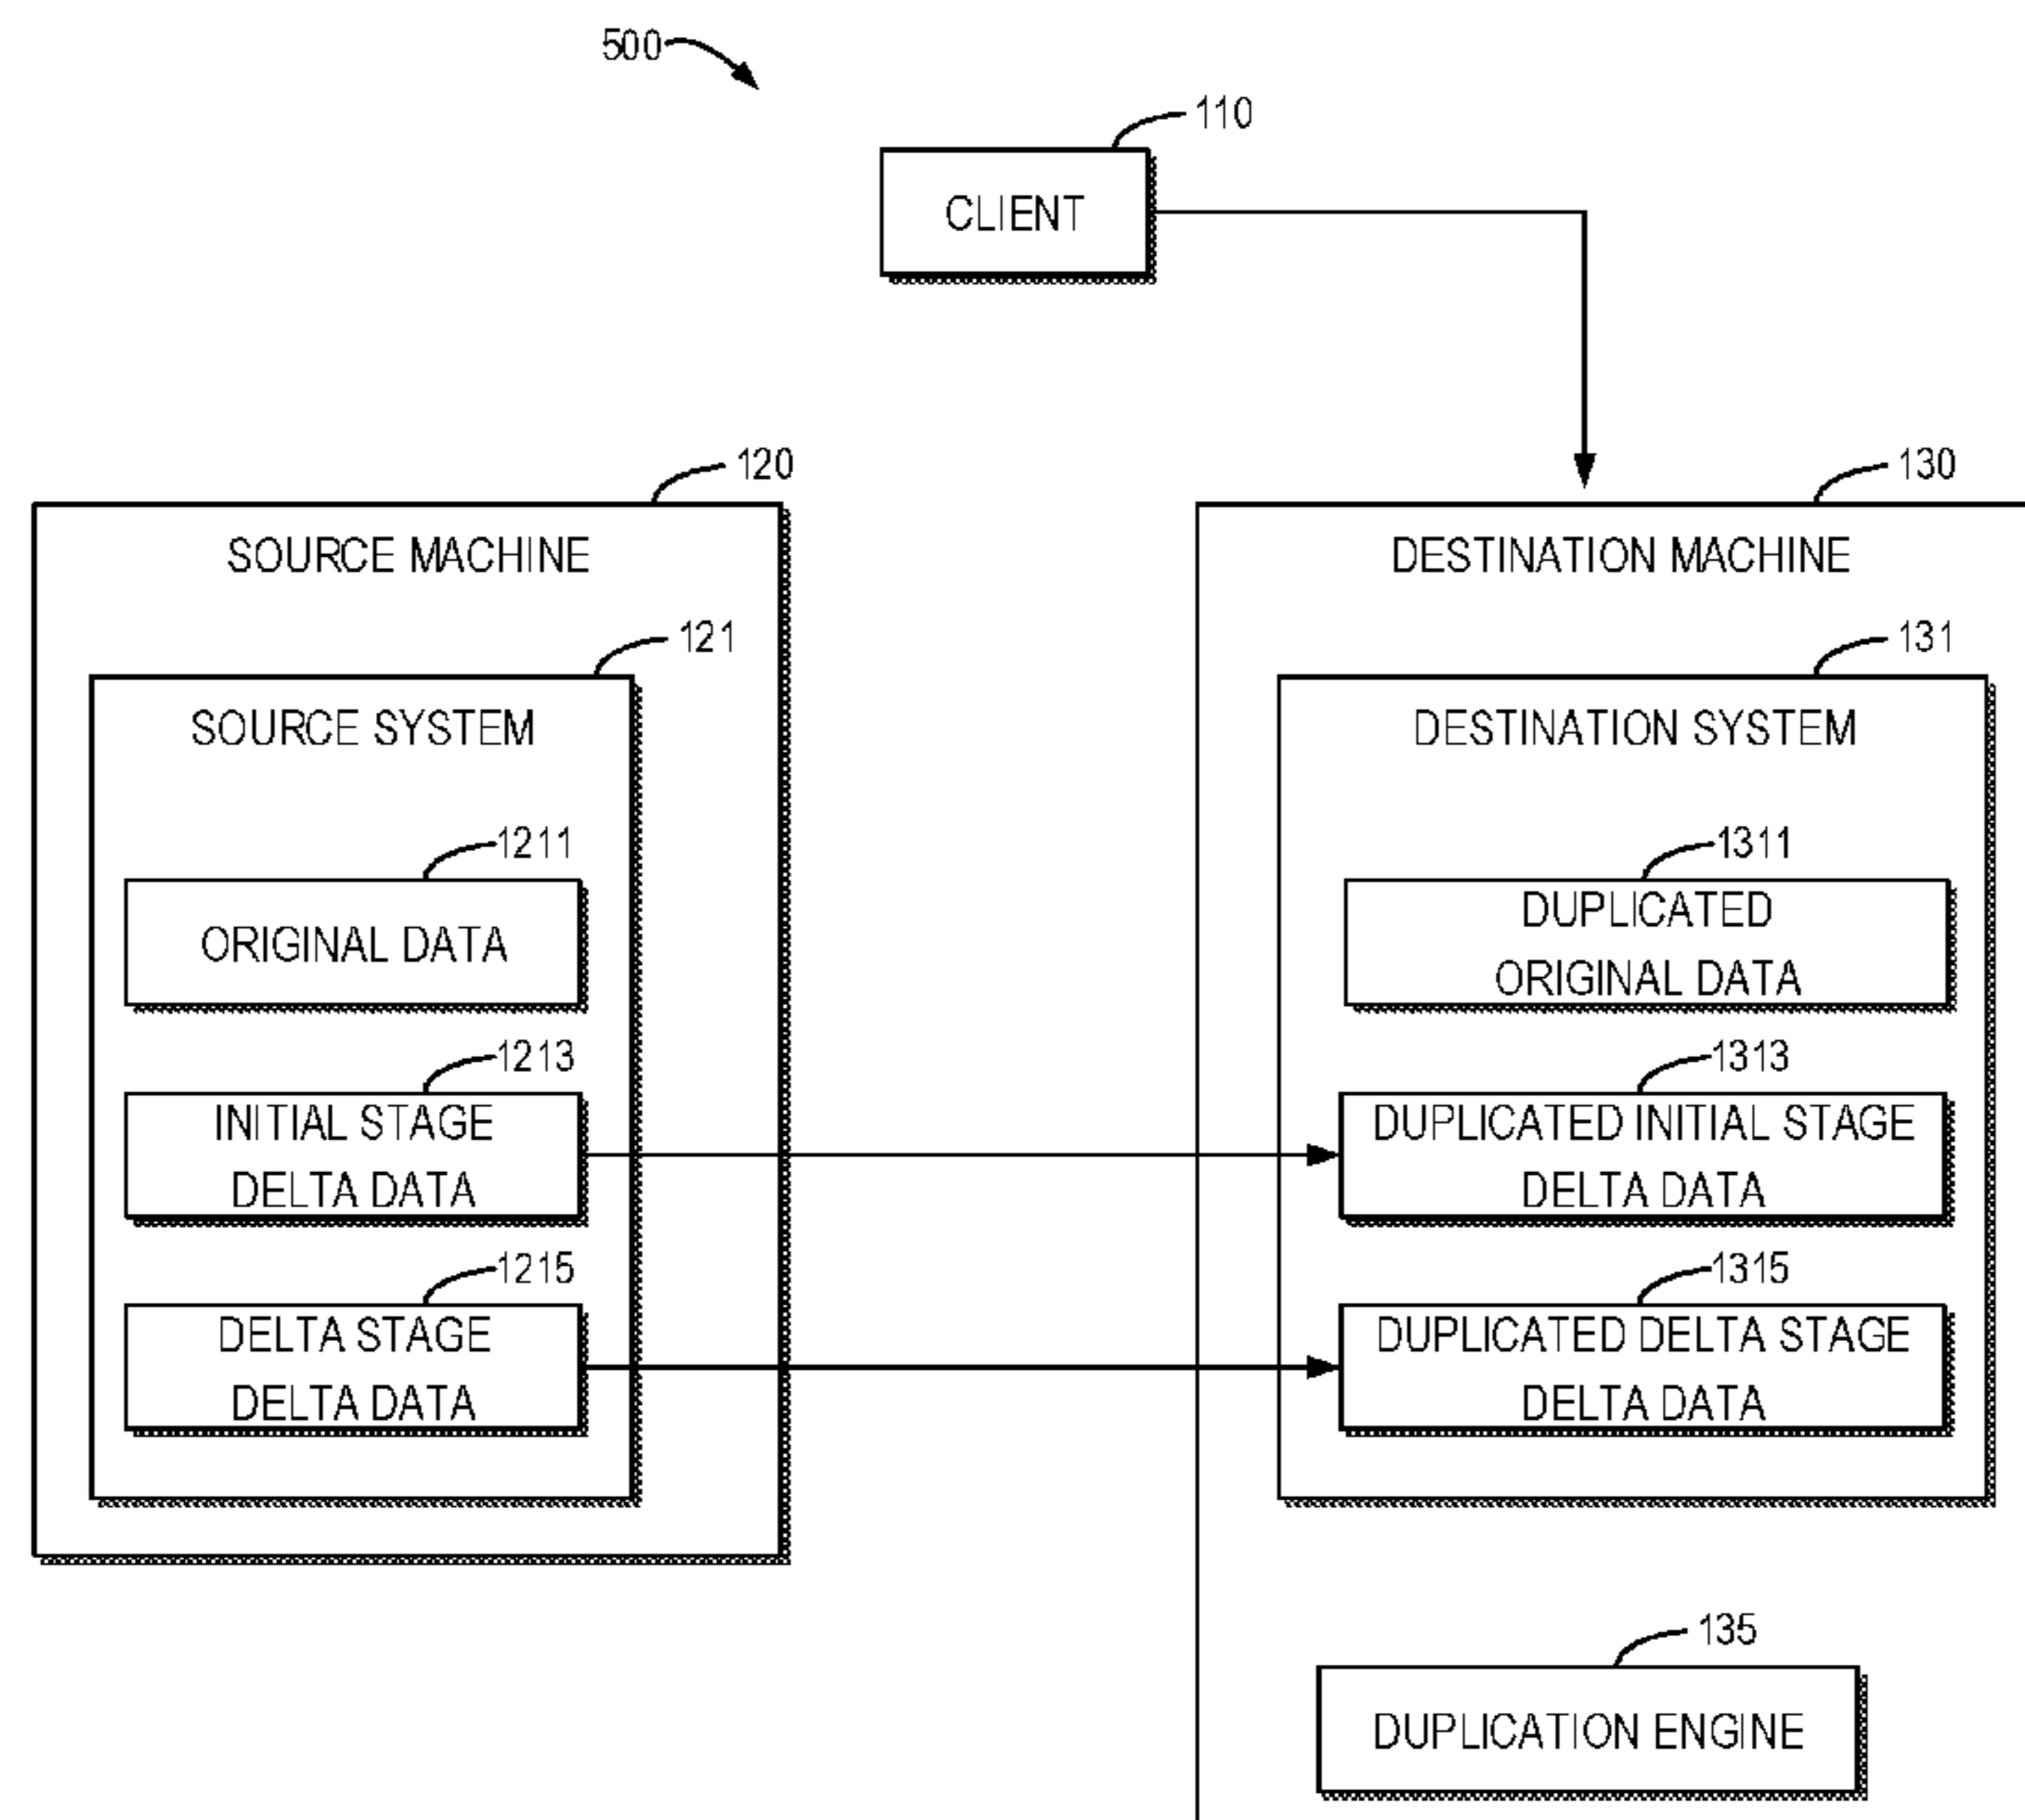 500
110
CLIENT
120
SOURCE MACHINE
121
SOURCE SYSTEM
1211
ORIGINAL DATA
1213
INITIAL STAGE
DELTA DATA
1215
DELTA STAGE
DELTA DATA
130
DESTINATION MACHINE
131
DESTINATION SYSTEM
1311
DUPLICATED
ORIGINAL DATA
1313
DUPLICATED INITIAL STAGE
DELTA DATA
1315
DUPLICATED DELTA STAGE
DELTA DATA
135
DUPLICATION ENGINE